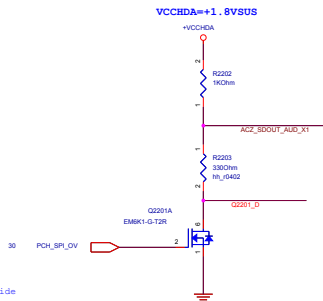 VCCHDA=+1.8VSUS
+VCCHDA
2
R2202
1KOhm
1
ACZ_SDOUT_AUD_X1
1
R2203
330Ohm
hh_r0402
2
Q2201_D
Q2201A
EM6K1-G-T2R
6
30 PCH_SPI_OV 2
1
ide